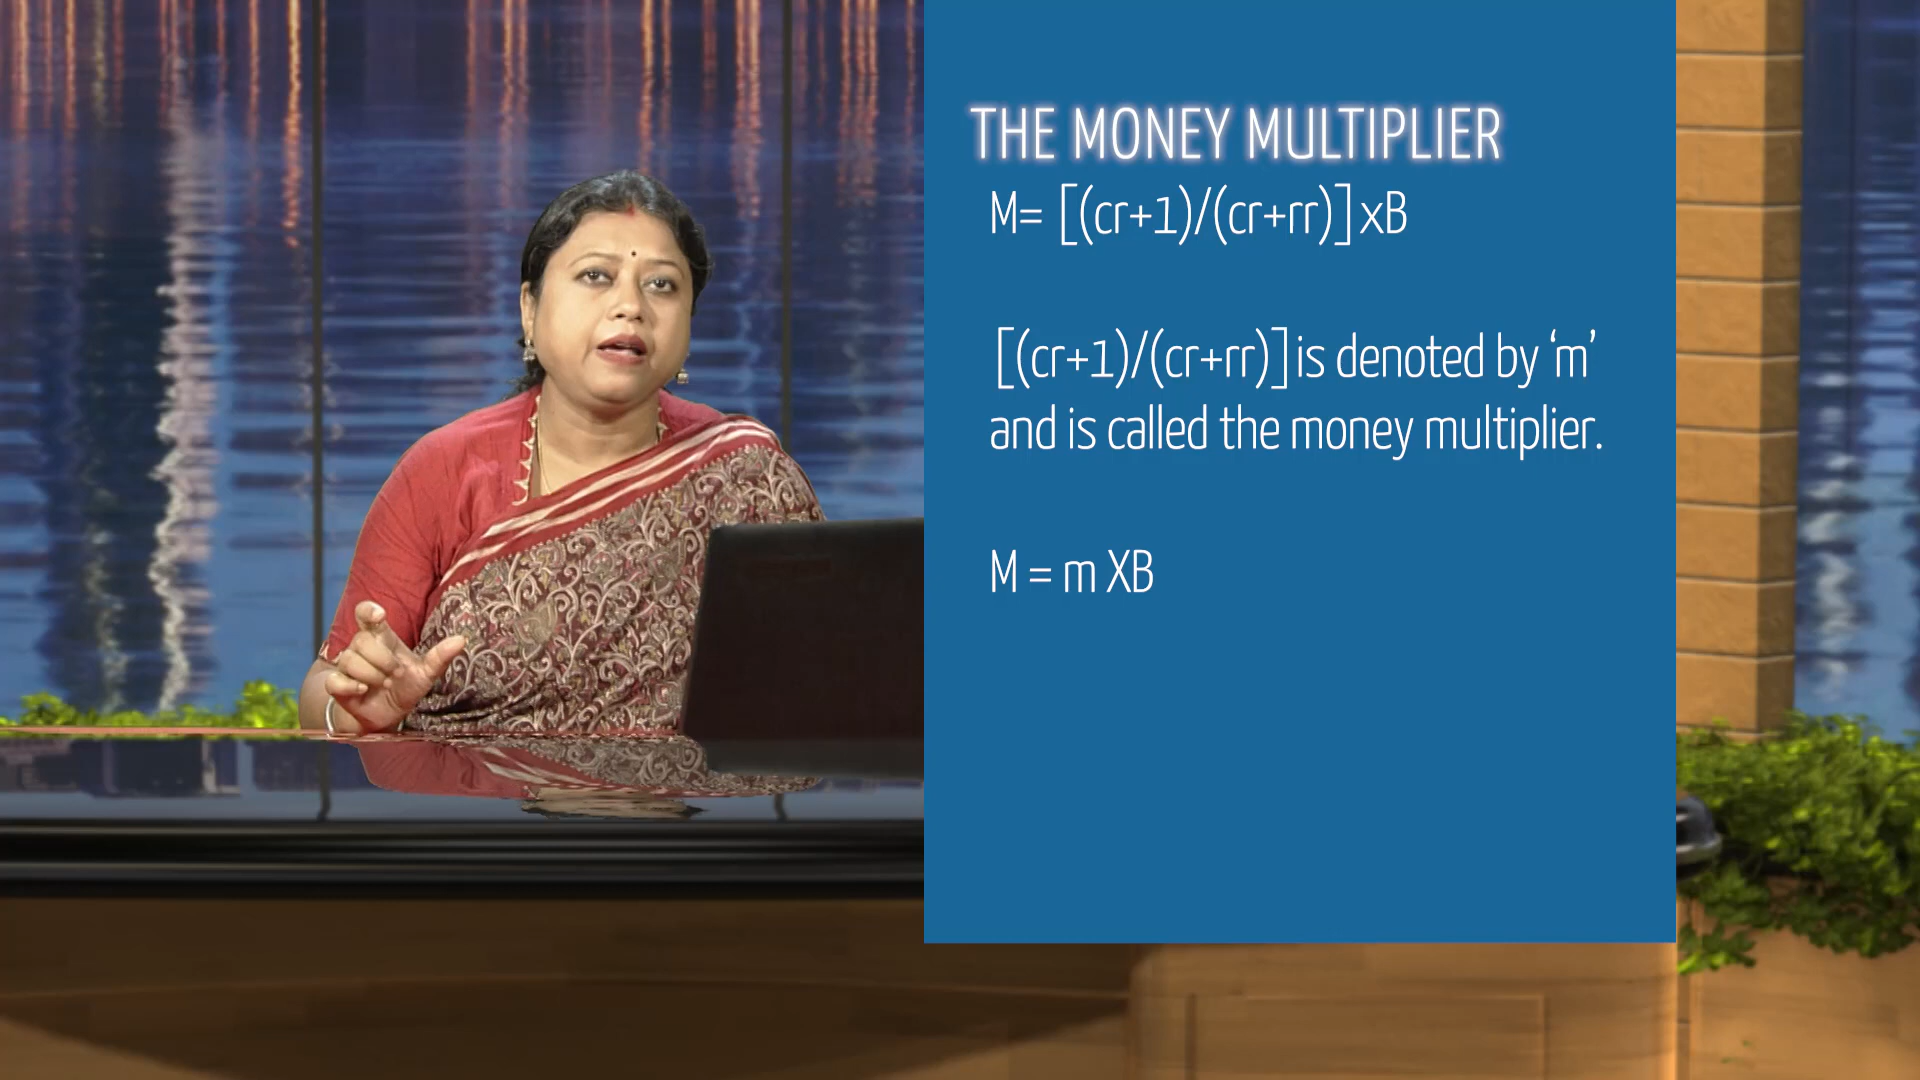 THE MONEY MULTIPLIER
M= [(cr+1)/(cr+rr)] xB
[(cr+1)/(cr+rr)] is denoted by ‘m’
and is called the money multiplier.
M = m XB